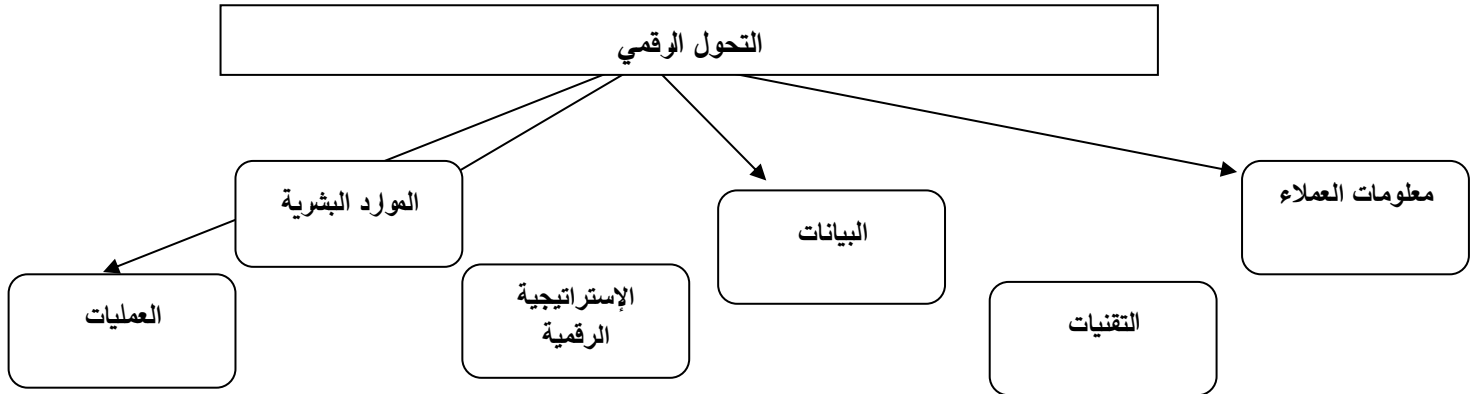 التحول الرقمي
معلومات العملاء
الموارد البشرية
البيانات
الإستراتيجية
الرقمية
العمليات
التقنيات